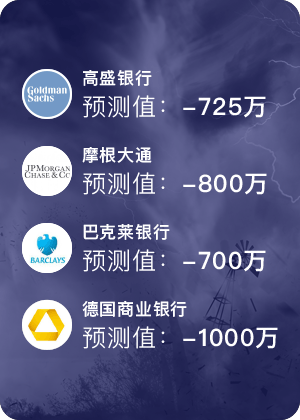 Goldman
Sachs
高盛银行
预测值：-725万
JPMORGAN
CHASE & CO
摩根大通
预测值：-800万
BARCLAYS
巴克莱银行
预测值：-700万
德国商业银行
预测值：-1000万